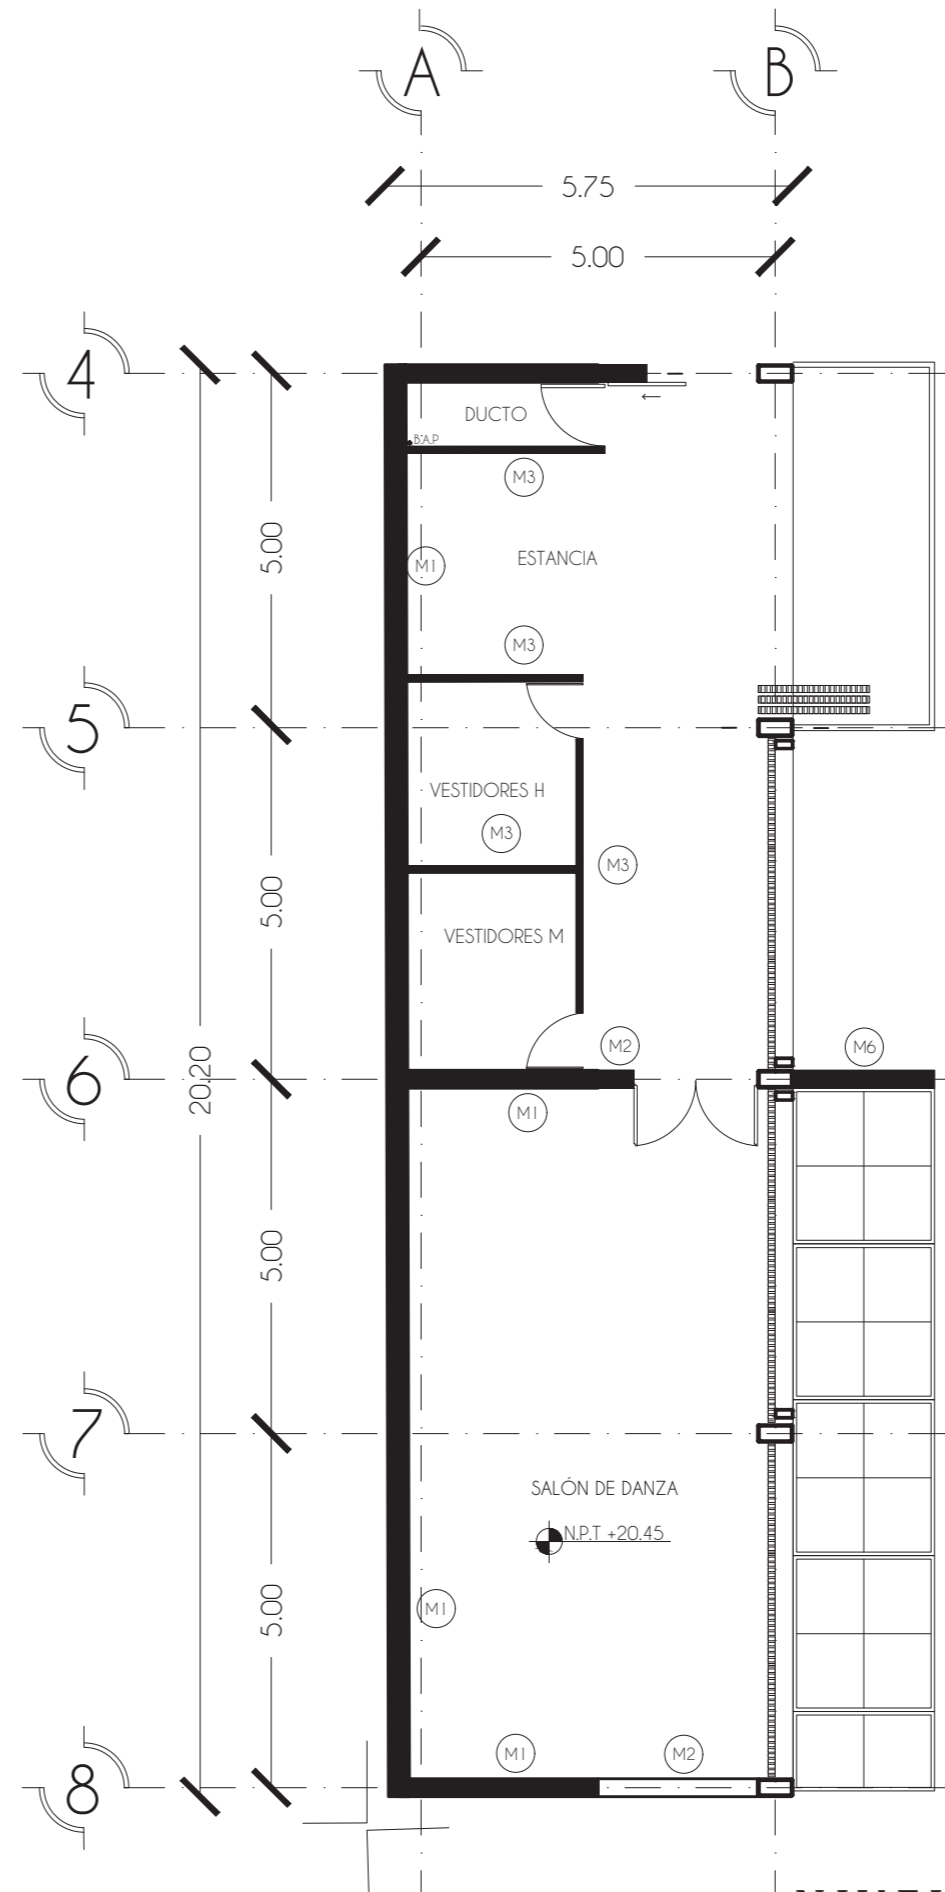 A
B
5.75
5.00
4
DUCTO
B.A.P
M3
5.00
ESTANCIA
M1
M3
5
VESTIDORES H
M3
M3
5.00
VESTIDORES M
M2
M6
6
20.20
M1
5.00
7
SALÓN DE DANZA
N.P.T +20.45
M1
5.00
M1
M2
8